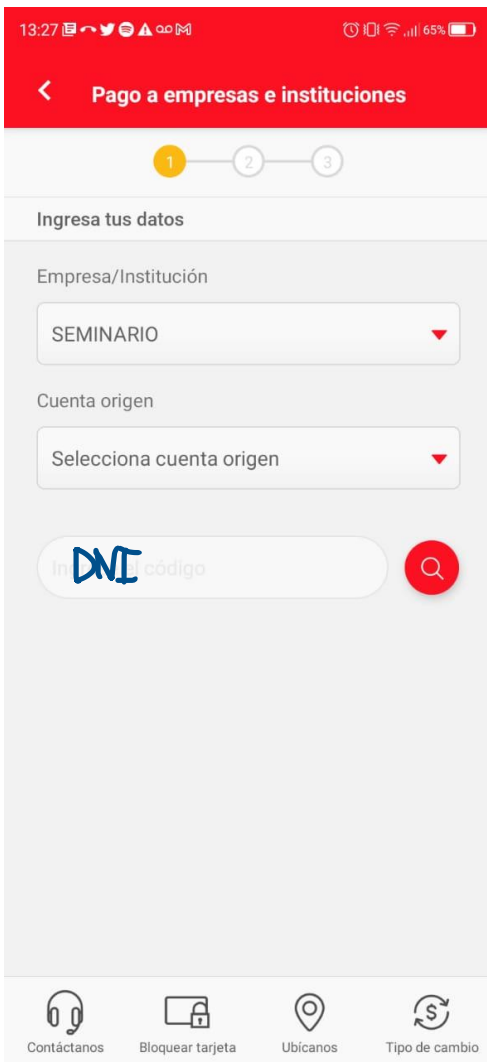 13:27 65%
Pago a empresas e instituciones
1 2 3
Ingresa tus datos
Empresa/Institución
SEMINARIO
Cuenta origen
Selecciona cuenta origen
DNI código
Contáctanos Bloquear tarjeta Ubícanos Tipo de cambio